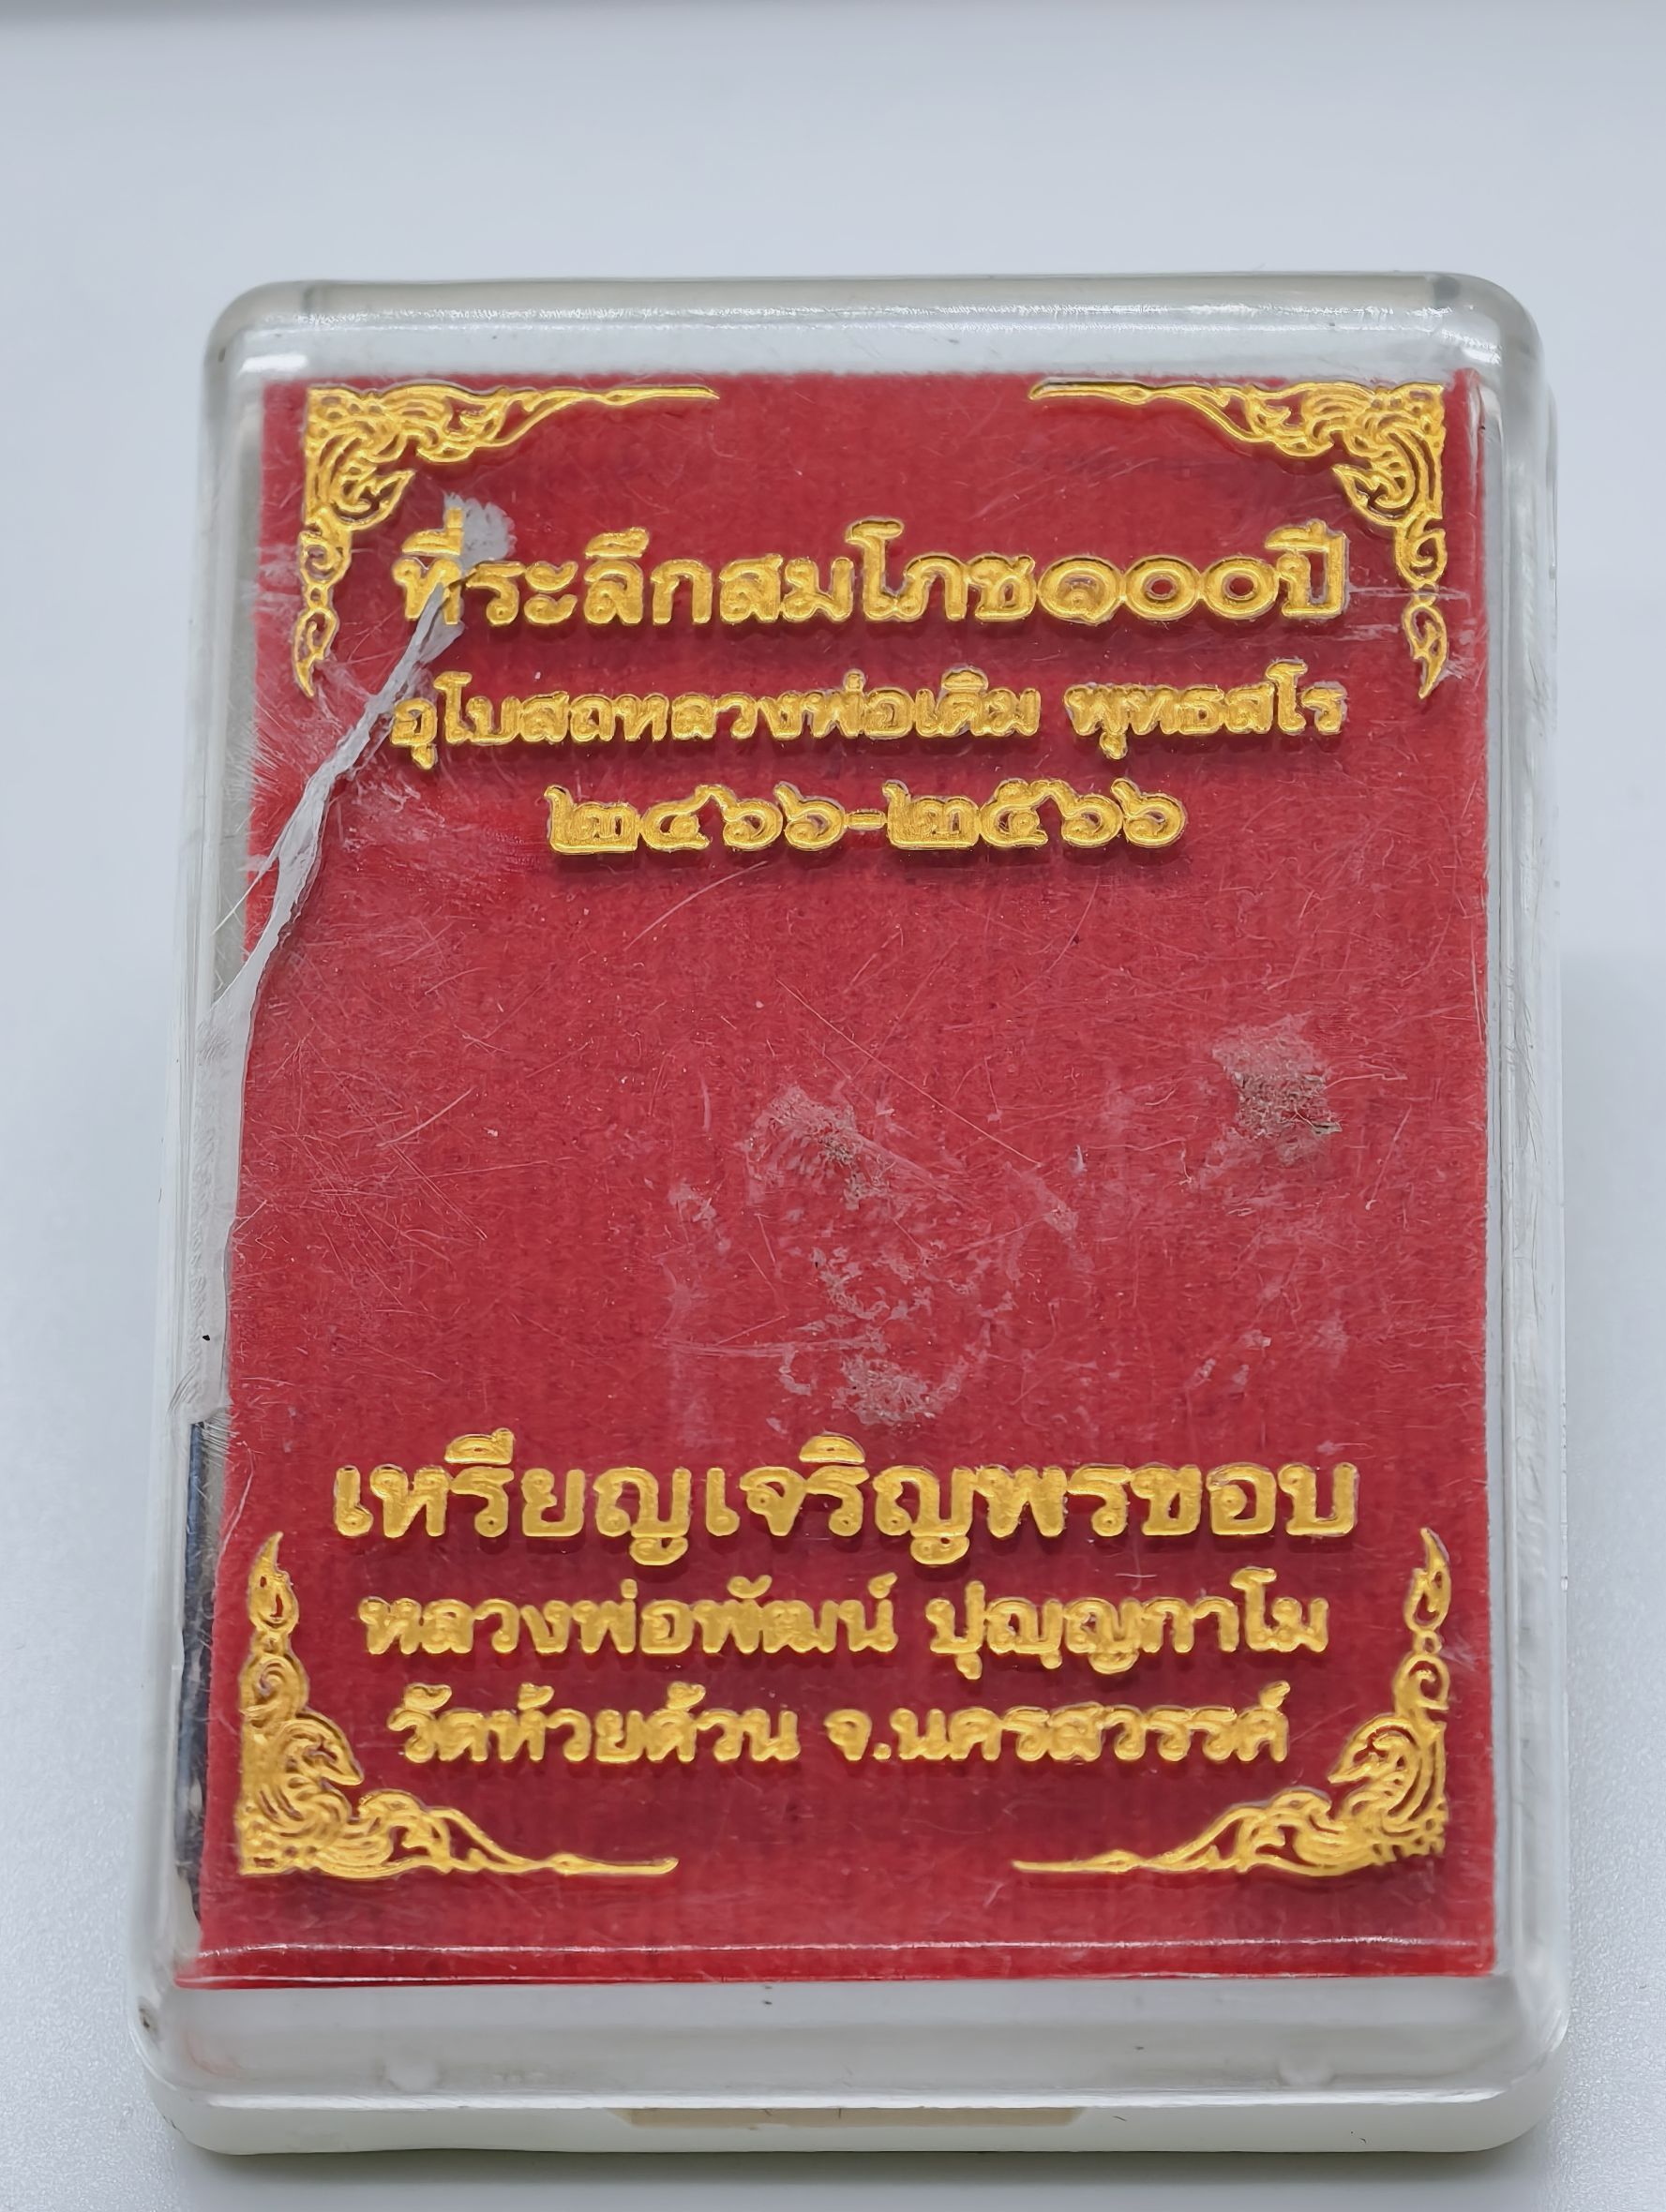 ที่ระลึกสมโภช๑๐๐ปี
อุโบสถหลวงพ่อเดิม พุทธสโร
๒๔๖๖-๒๕๖๖
เหรียญเจริญพรขอบ
หลวงพ่อพัฒน์ ปุญฺญกาโม
วัดห้วยด้วน จ.นครสวรรค์